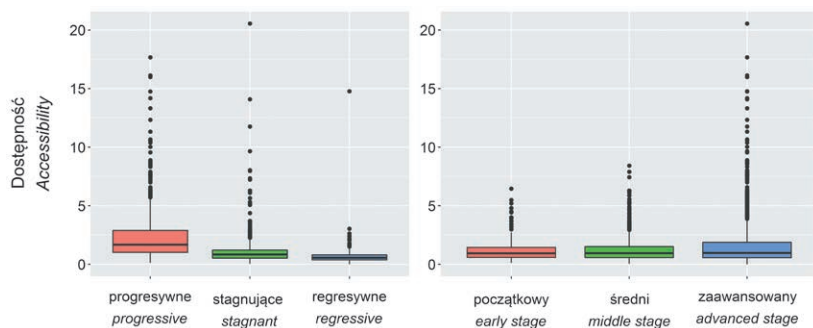 Dostępność
Accessibility
20
15
10
5
0
progresywne
progressive
stagnujące
stagnant
regresywne
regressive
20
15
10
5
0
początkowy
early stage
średni
middle stage
zaawansowany
advanced stage